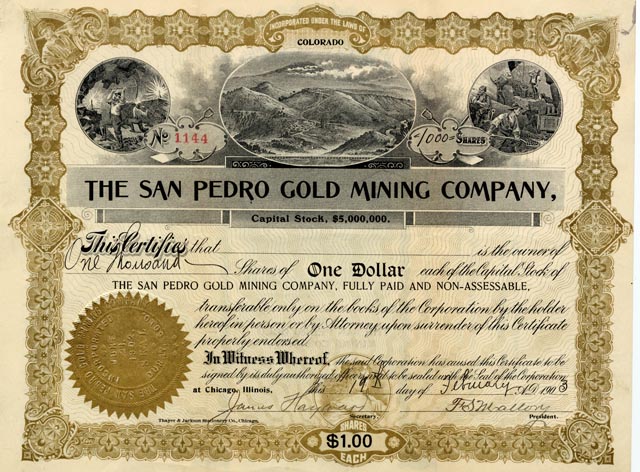 INCORPORATED UNDER THE LAWS OF
COLORADO
No 1144
1000 SHARES
THE SAN PEDRO GOLD MINING COMPANY,
Capital Stock, $5,000,000.
This Certifies that is the owner of
One Thousand Shares of One Dollar each of the Capital Stock of
THE SAN PEDRO GOLD MINING COMPANY, FULLY PAID AND NON-ASSESSABLE,
transferable only on the books of the Corporation by the holder
hereof in person or by Attorney, upon surrender of this Certificate
properly endorsed.
In Witness Whereof, the said Corporation has caused this Certificate to be
signed by its duly authorized officers and to be sealed with the Seal of the Corporation
at Chicago, Illinois, this day of February A.D. 1903
James
Secretary. President.
Thayer & Jackson Stationery Co., Chicago.
SHARES
$1.00
EACH